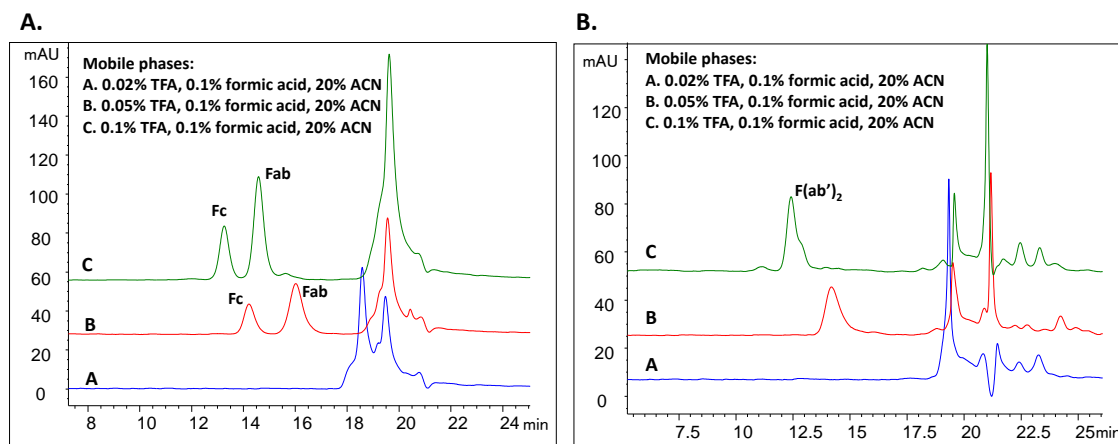 A.
mAU
160
140
120
100
80
60
40
20
0
Mobile phases:
A. 0.02% TFA, 0.1% formic acid, 20% ACN
B. 0.05% TFA, 0.1% formic acid, 20% ACN
C. 0.1% TFA, 0.1% formic acid, 20% ACN
Fc
Fab
C
Fc
Fab
B
A
8 10 12 14 16 18 20 22 24 min
B.
mAU
120
100
80
60
40
20
0
Mobile phases:
A. 0.02% TFA, 0.1% formic acid, 20% ACN
B. 0.05% TFA, 0.1% formic acid, 20% ACN
C. 0.1% TFA, 0.1% formic acid, 20% ACN
F(ab’)₂
C
B
A
7.5 10 12.5 15 17.5 20 22.5 25 min